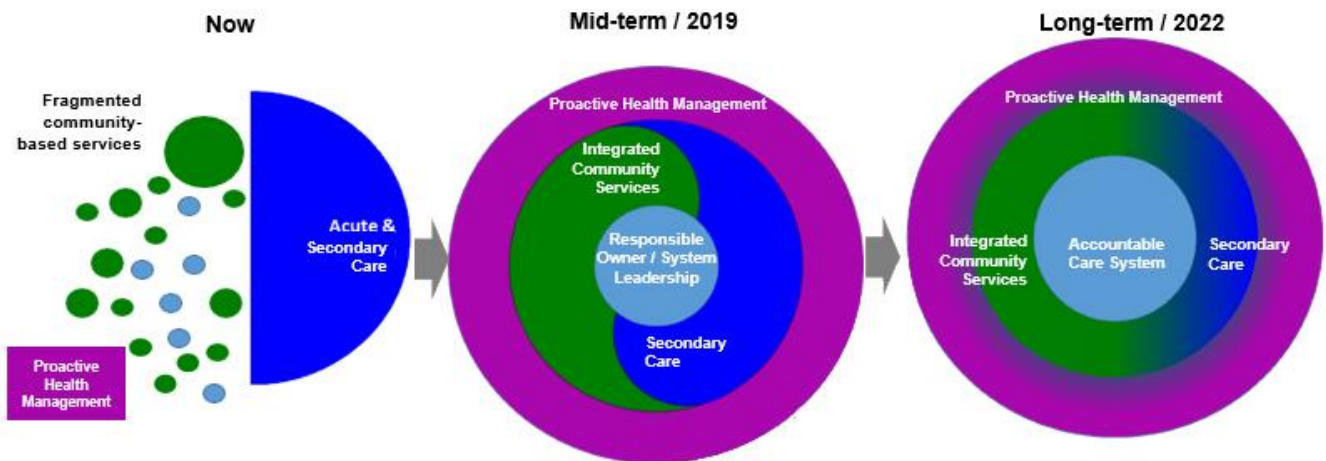 Now
Fragmented
community-
based services
Acute &
Secondary
Care
Proactive
Health
Management
Mid-term / 2019
Proactive Health Management
Integrated
Community
Services
Responsible
Owner / System
Leadership
Secondary
Care
Long-term / 2022
Proactive Health Management
Integrated
Community
Services
Accountable
Care System
Secondary
Care